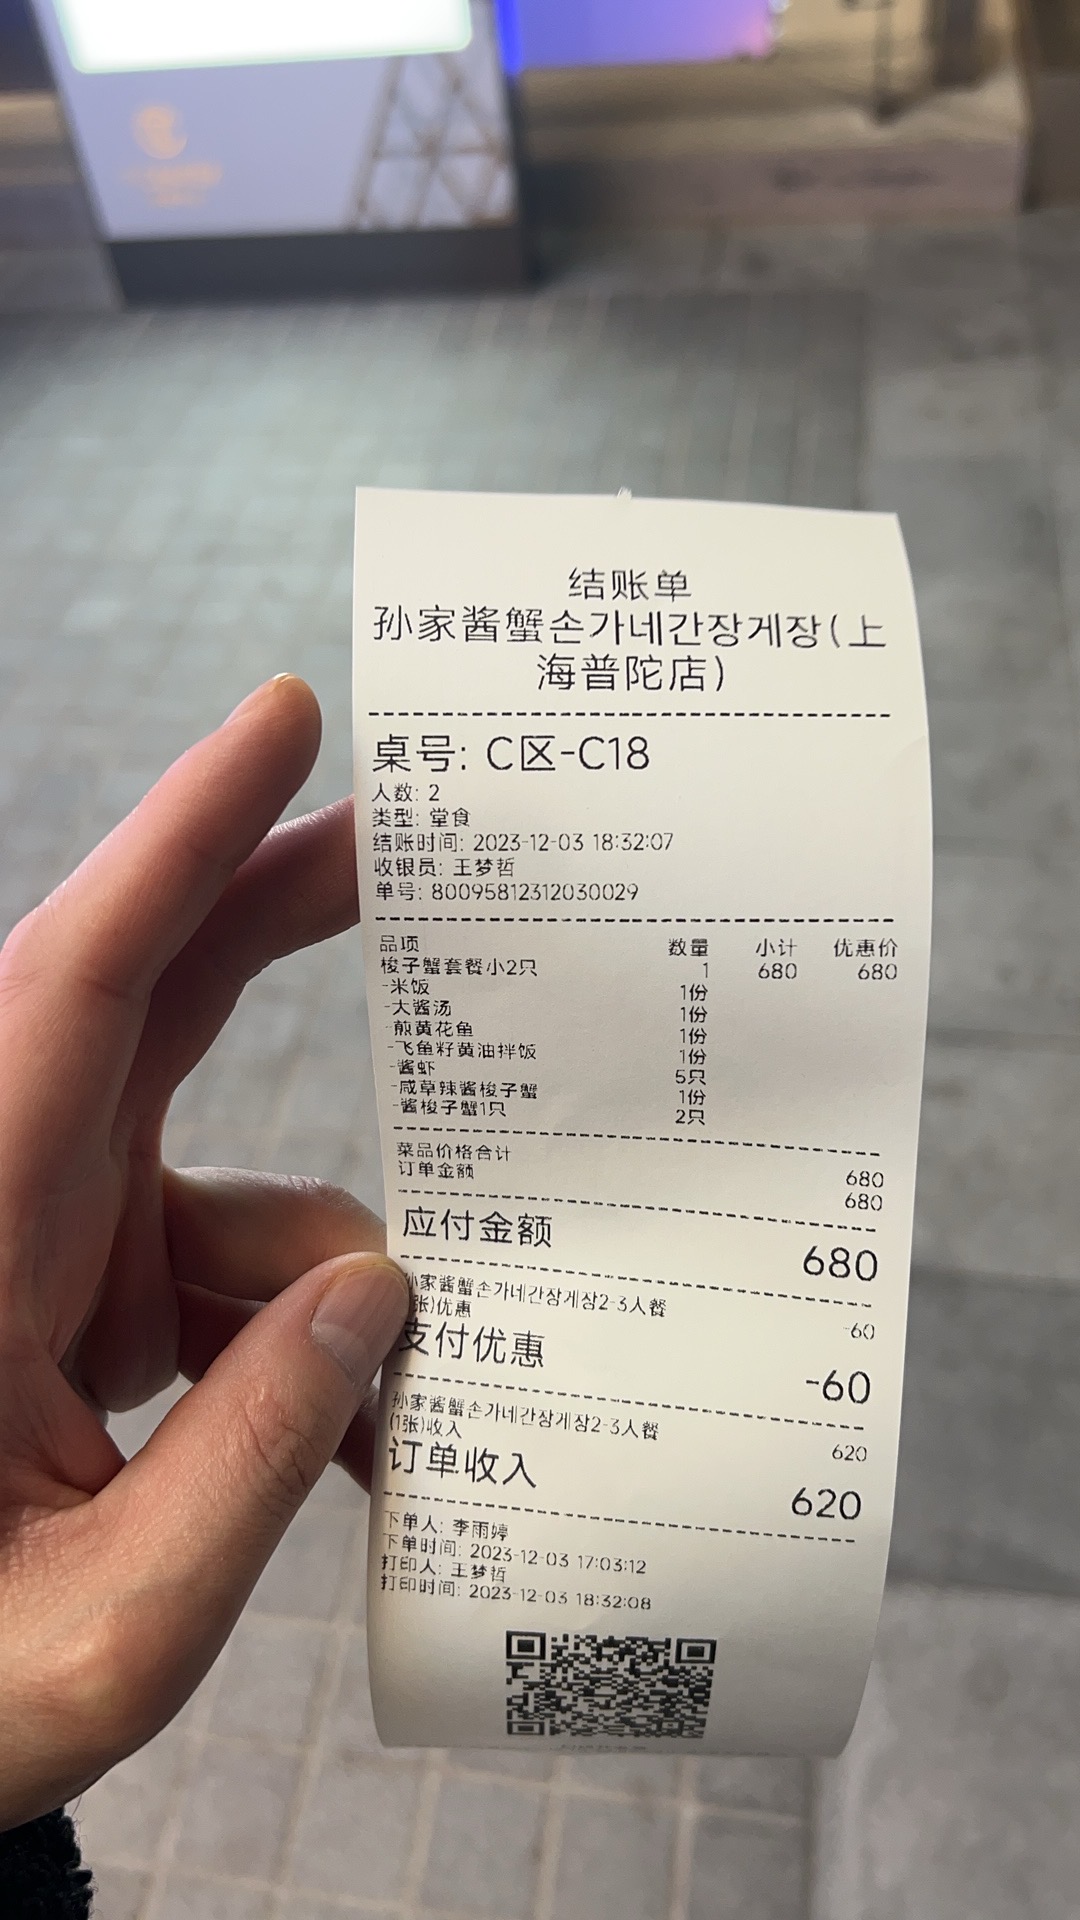 结账单
孙家酱蟹손가네간장게장(上
海普陀店)
桌号: C区-C18
人数: 2
类型: 堂食
结账时间: 2023-12-03 18:32:07
收银员: 王梦哲
单号: 80095812312030029
品项 数量 小计 优惠价
梭子蟹套餐小2只 1 680 680
-米饭 1份
-大酱汤 1份
-煎黄花鱼 1份
-飞鱼籽黄油拌饭 1份
-酱虾 5只
-咸草辣酱梭子蟹 1份
-酱梭子蟹1只 2只
菜品价格合计 680
订单金额 680
应付金额 680
孙家酱蟹손가네간장게장2-3人餐
张)优惠 -60
支付优惠 -60
孙家酱蟹손가네간장게장2-3人餐
(1张)收入 620
订单收入 620
下单人: 李雨婷
下单时间: 2023-12-03 17:03:12
打印人: 王梦哲
打印时间: 2023-12-03 18:32:08